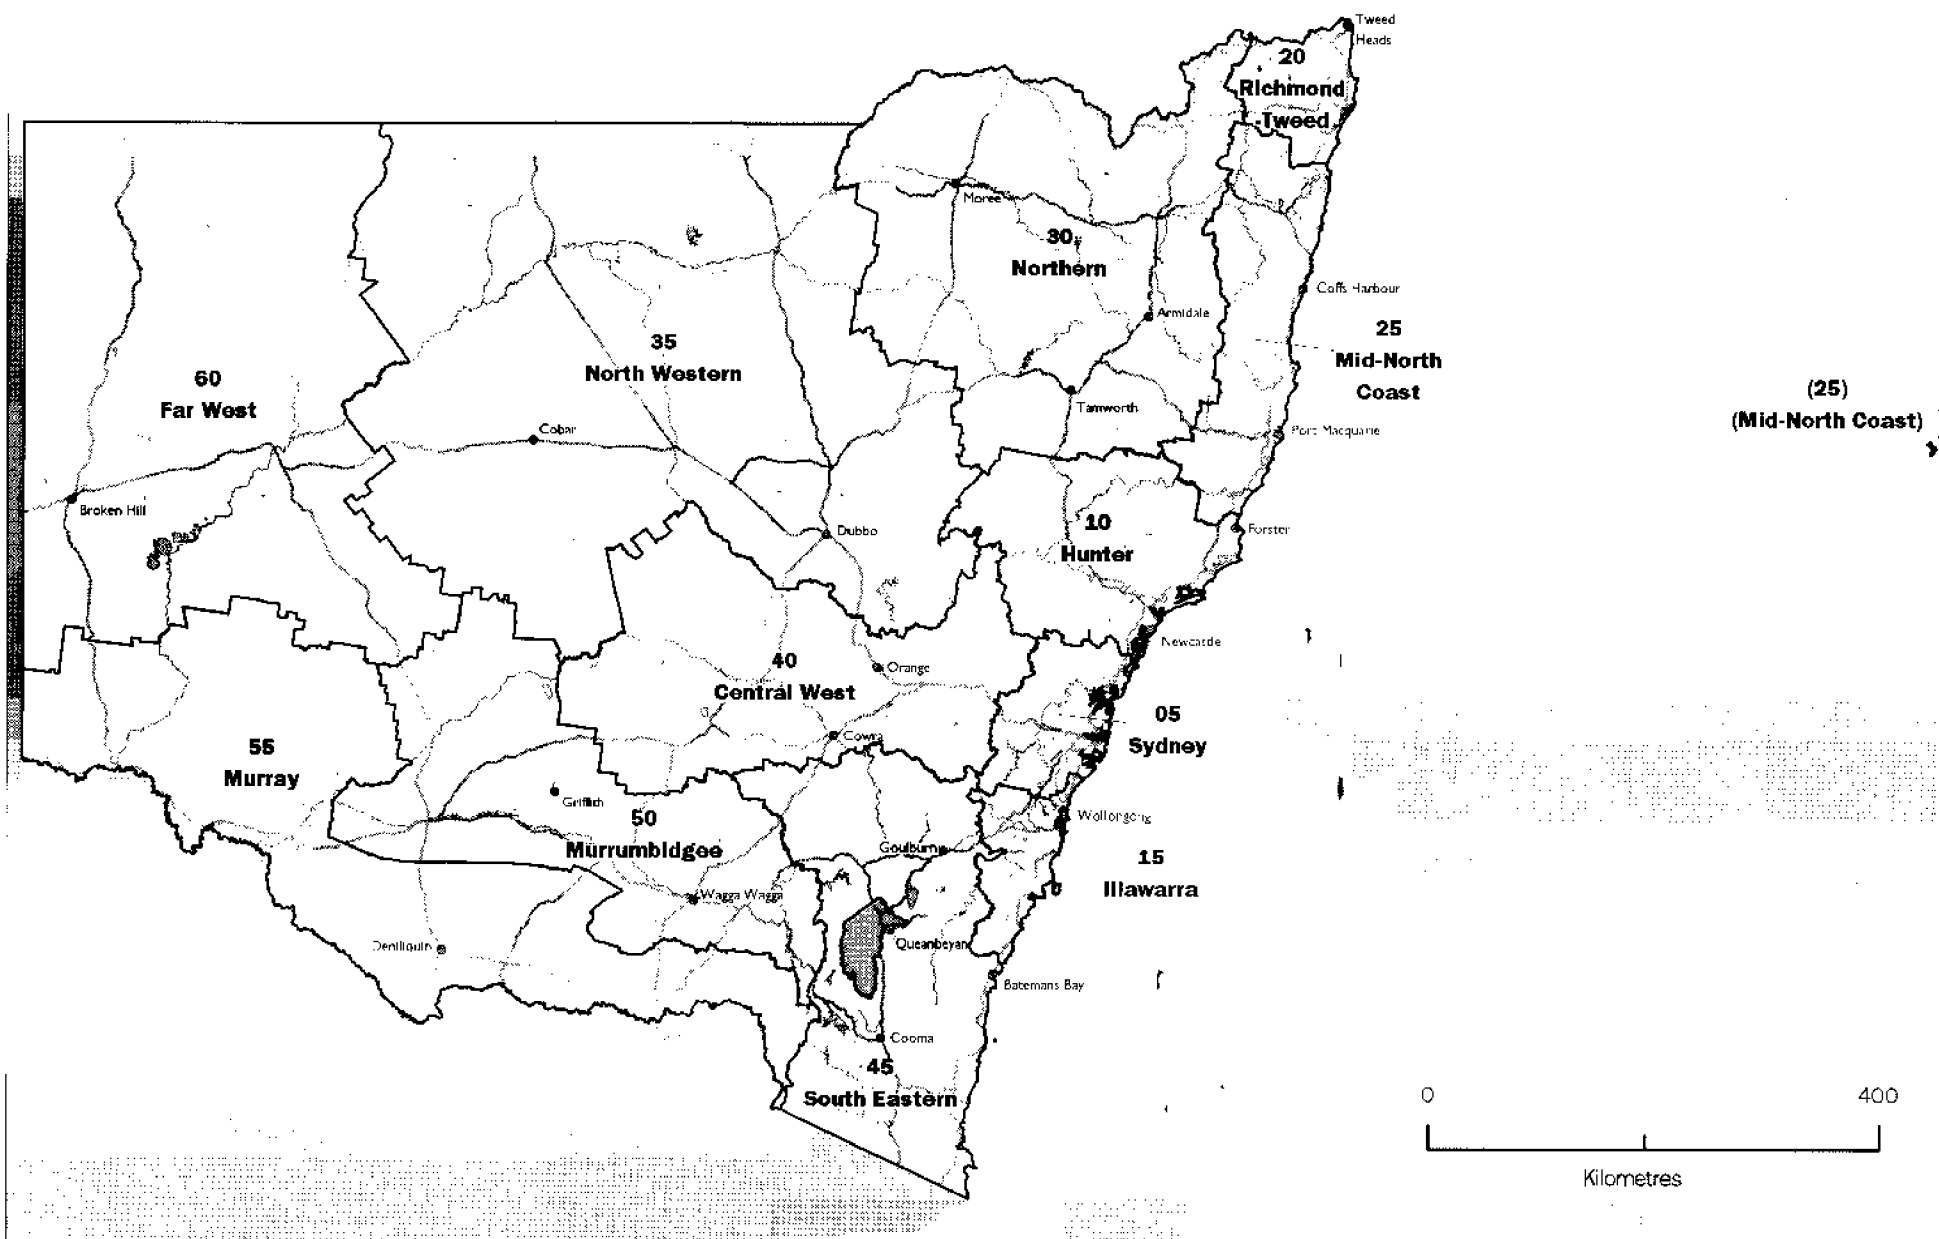 Tweed
Heads
20
Richmond
-Tweed
Moree
30
Northern
Coffs Harbour
Armidale
25
Mid-North
Coast
35
North Western
60
Far West
(25)
(Mid-North Coast)
Tamworth
Cobar
Port Macquarie
Broken Hill
10
Hunter
Dubbo
Forster
Newcastle
40
Central West
Orange
05
Sydney
Cowra
55
Murray
Griffith
50
Murrumbidgee
Wollongong
Goulburn
15
Illawarra
Wagga Wagga
Deniliquin
Queanbeyan
Batemans Bay
Cooma
45
South Eastern
0 400
Kilometres